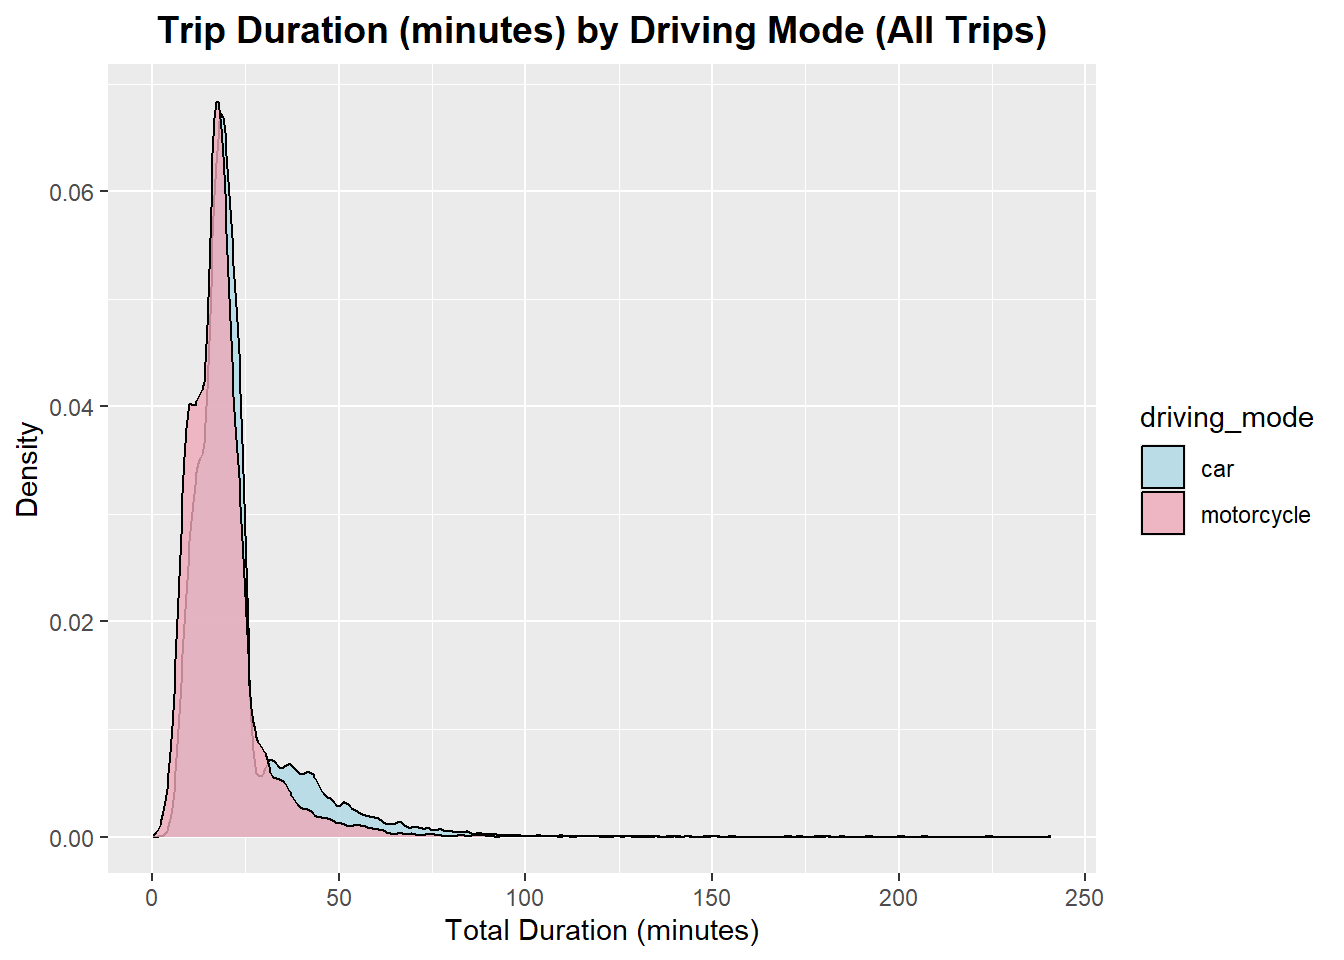 Trip Duration (minutes) by Driving Mode (All Trips)
Density
0.06
0.04
0.02
0.00
0 50 100 150 200 250
Total Duration (minutes)
driving_mode
car
motorcycle